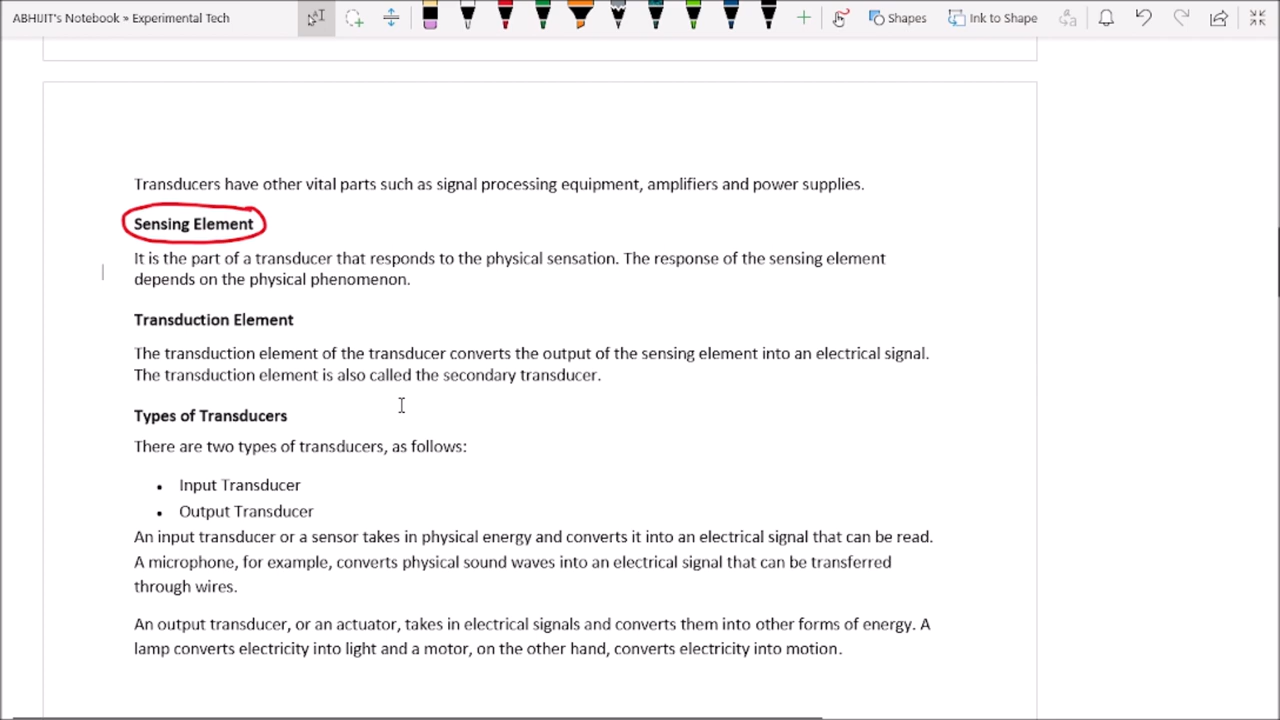 ABHIJIT's Notebook » Experimental Tech
Shapes
Ink to Shape
Transducers have other vital parts such as signal processing equipment, amplifiers and power supplies.
Sensing Element
It is the part of a transducer that responds to the physical sensation. The response of the sensing element
depends on the physical phenomenon.
Transduction Element
The transduction element of the transducer converts the output of the sensing element into an electrical signal.
The transduction element is also called the secondary transducer.
Types of Transducers
There are two types of transducers, as follows:
• Input Transducer
• Output Transducer
An input transducer or a sensor takes in physical energy and converts it into an electrical signal that can be read.
A microphone, for example, converts physical sound waves into an electrical signal that can be transferred
through wires.
An output transducer, or an actuator, takes in electrical signals and converts them into other forms of energy. A
lamp converts electricity into light and a motor, on the other hand, converts electricity into motion.